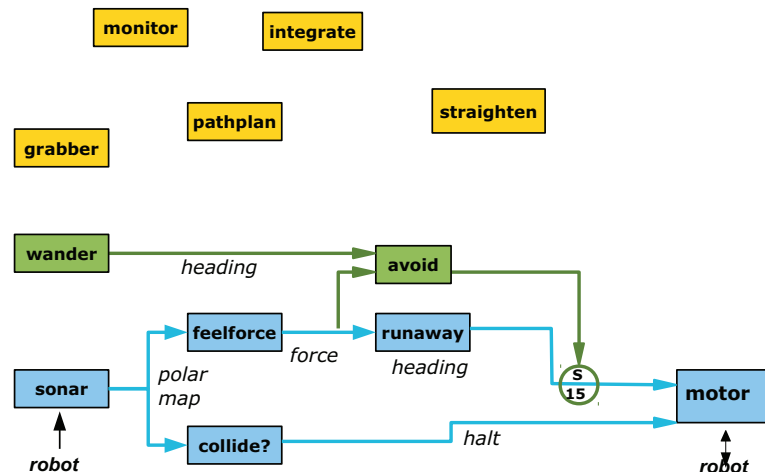 monitor
integrate
pathplan
straighten
grabber
wander
heading
avoid
feelforce
force
runaway
heading
S
15
sonar
polar
map
motor
collide?
halt
robot
robot